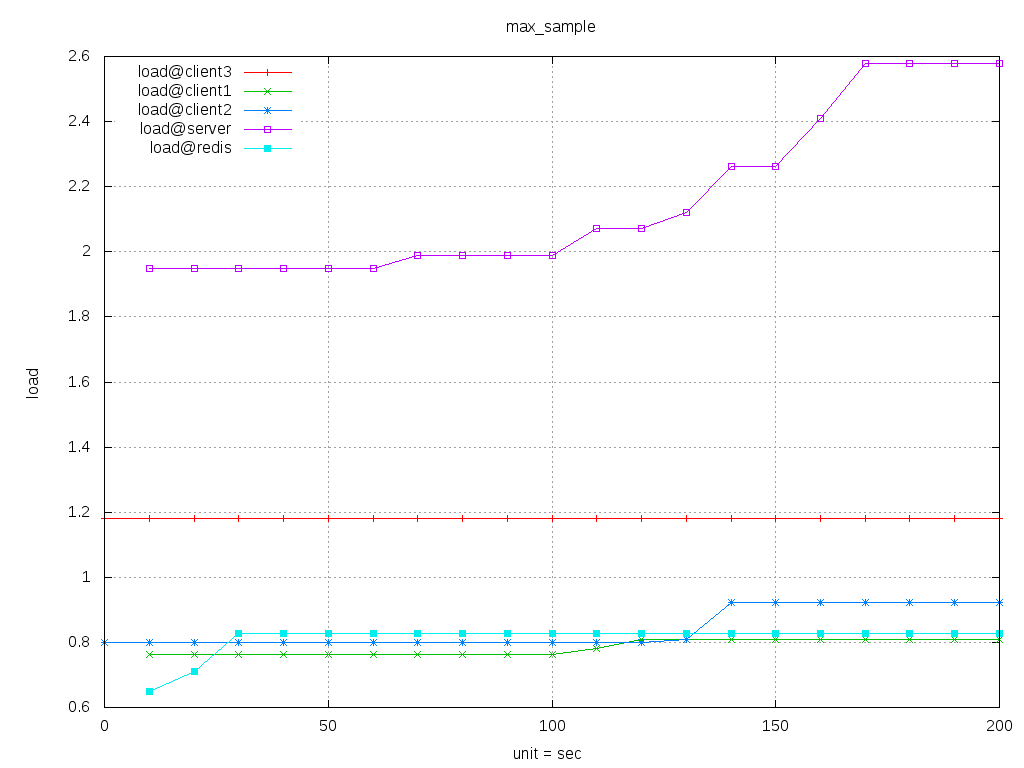 max_sample
load@client3
load@client1
load@client2
load@server
load@redis
2.6
2.4
2.2
2
1.8
1.6
1.4
1.2
1
0.8
0.6
load
0 50 100 150 200
unit = sec